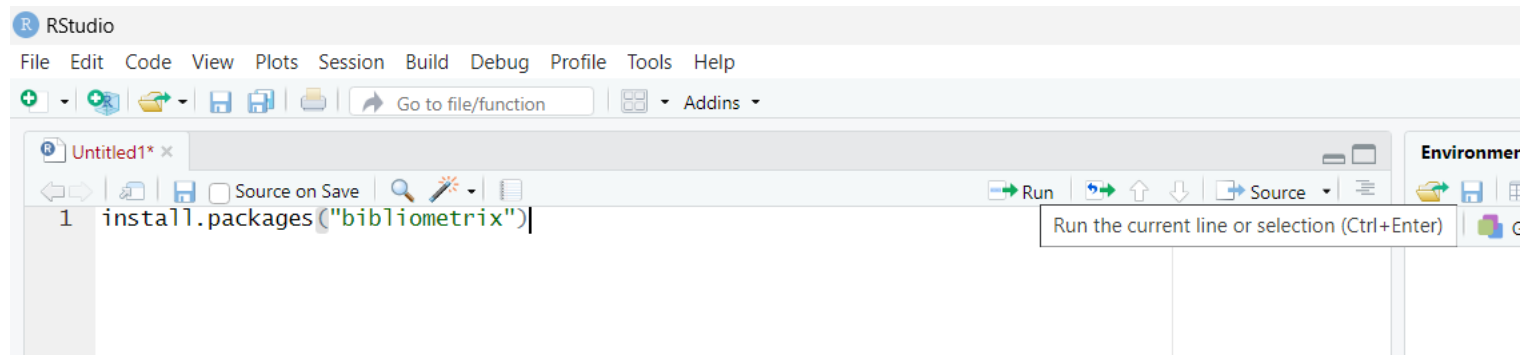 R RStudio
File Edit Code View Plots Session Build Debug Profile Tools Help
Go to file/function Addins
Untitled1*
Environmen
Source on Save Run Source
1 install.packages("bibliometrix")
Run the current line or selection (Ctrl+Enter)